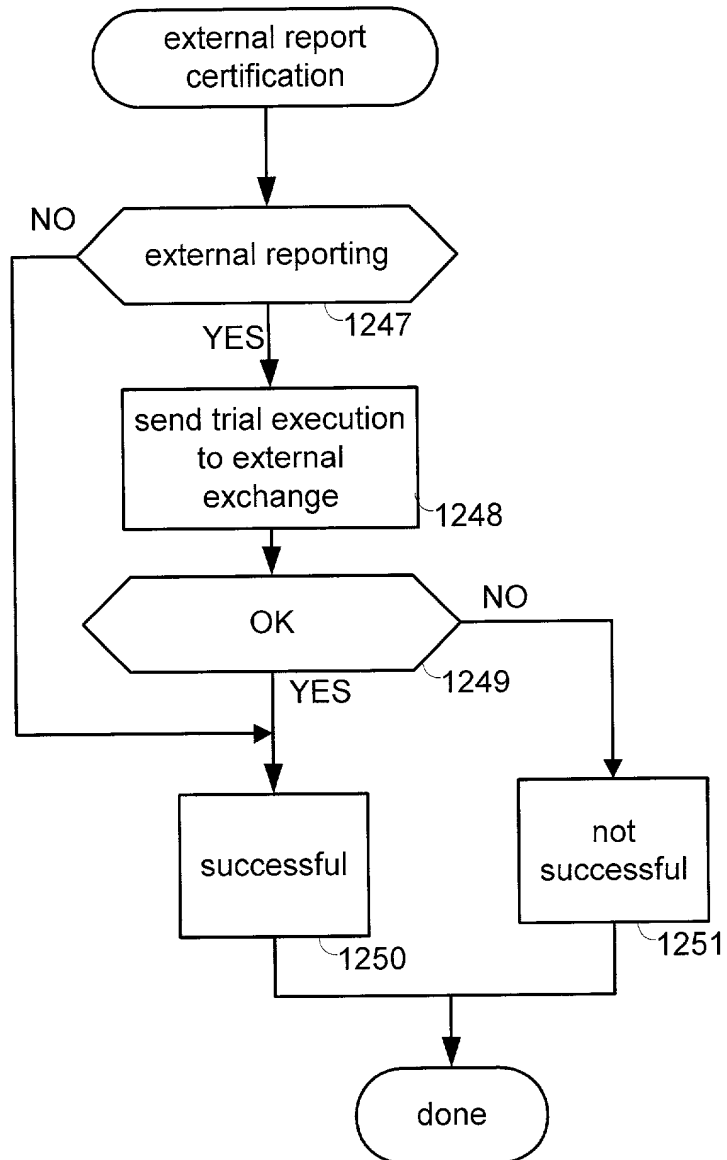 external report
certification
NO
external reporting
1247
YES
send trial execution
to external
exchange
1248
OK
NO
1249
YES
successful
1250
not
successful
1251
done